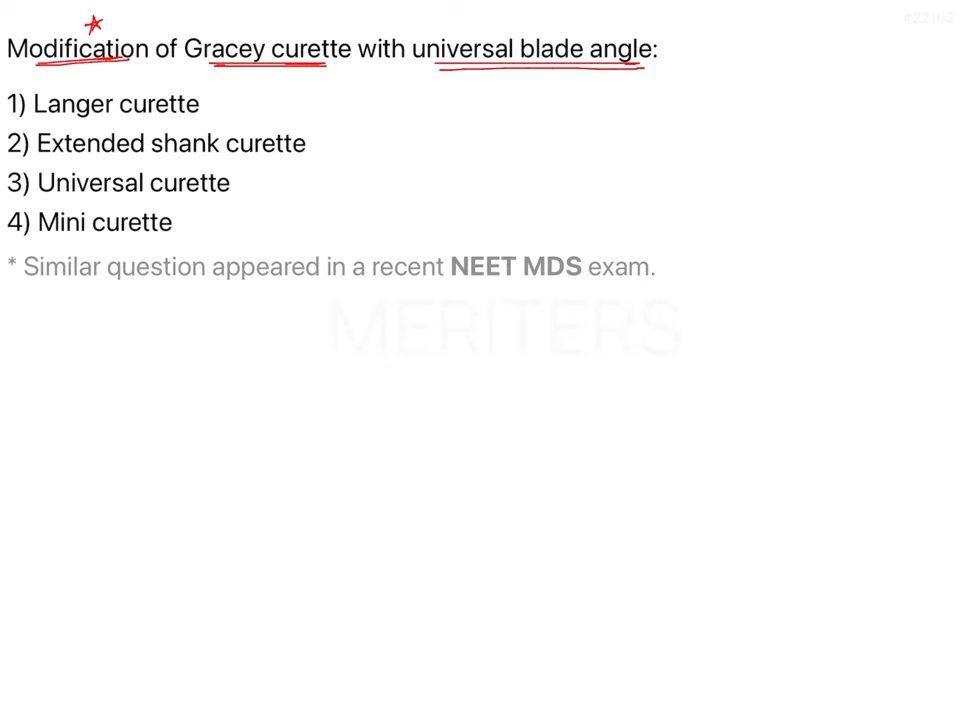 #22162
Modification of Gracey curette with universal blade angle:
1) Langer curette
2) Extended shank curette
3) Universal curette
4) Mini curette
* Similar question appeared in a recent NEET MDS exam.
MERITERS